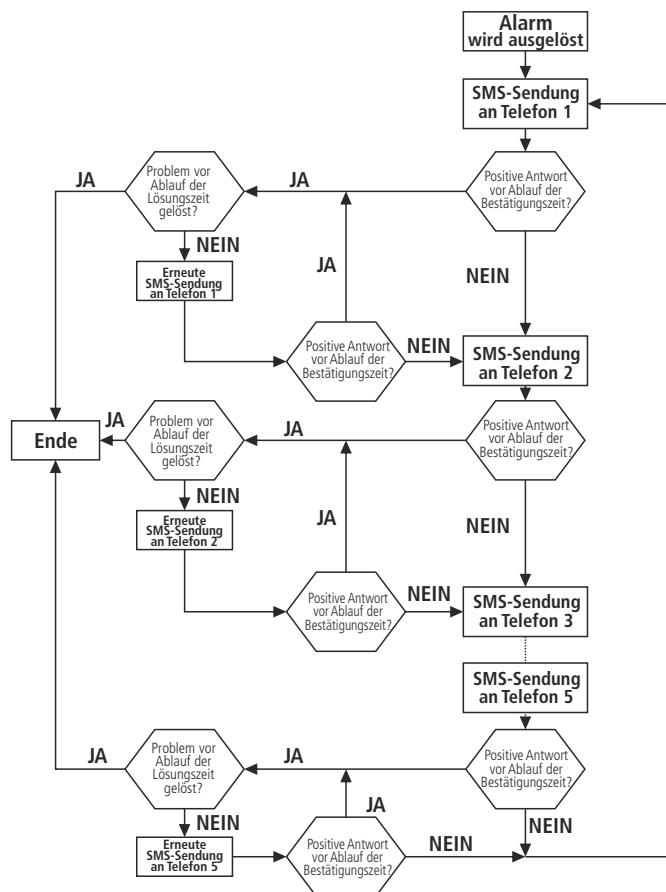 Alarm
wird ausgelöst
SMS-Sendung
an Telefon 1
Positive Antwort
vor Ablauf der
Bestätigungszeit?
JA
Problem vor
Ablauf der
Lösungszeit
gelöst?
JA
NEIN
Erneute
SMS-Sendung
an Telefon 1
JA
NEIN
Positive Antwort
vor Ablauf der
Bestätigungszeit?
NEIN
SMS-Sendung
an Telefon 2
Positive Antwort
vor Ablauf der
Bestätigungszeit?
JA
Problem vor
Ablauf der
Lösungszeit
gelöst?
JA
Ende
NEIN
Erneute
SMS-Sendung
an Telefon 2
JA
NEIN
Positive Antwort
vor Ablauf der
Bestätigungszeit?
NEIN
SMS-Sendung
an Telefon 3
SMS-Sendung
an Telefon 5
Positive Antwort
vor Ablauf der
Bestätigungszeit?
JA
Problem vor
Ablauf der
Lösungszeit
gelöst?
JA
NEIN
Erneute
SMS-Sendung
an Telefon 5
JA
NEIN
Positive Antwort
vor Ablauf der
Bestätigungszeit?
NEIN